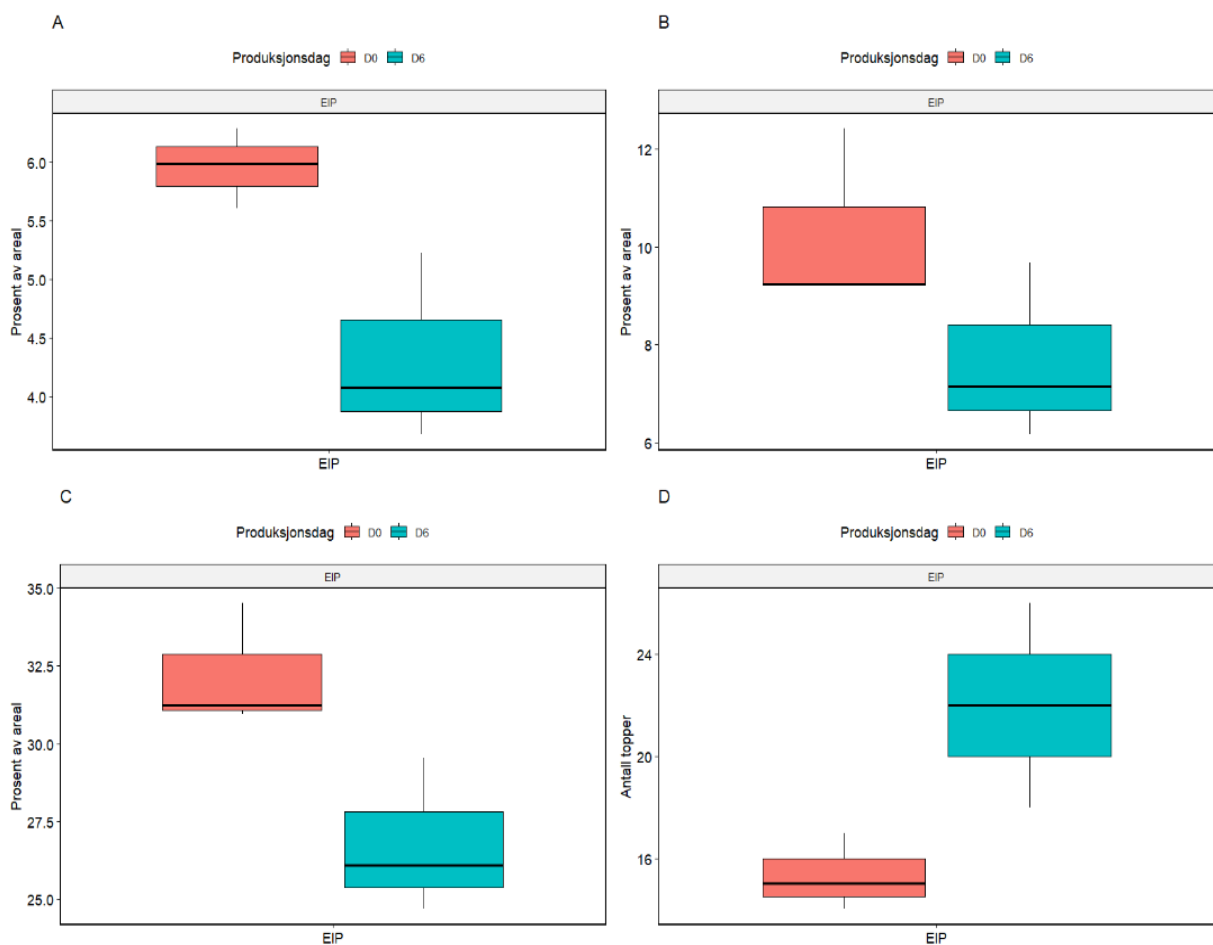 A
Produksjonsdag D0 D6
EIP
Prosent av areal
6.0
5.5
5.0
4.5
4.0
EIP
B
Produksjonsdag D0 D6
EIP
Prosent av areal
12
10
8
6
EIP
C
Produksjonsdag D0 D6
EIP
Prosent av areal
35.0
32.5
30.0
27.5
25.0
EIP
D
Produksjonsdag D0 D6
EIP
Antall topper
24
20
16
EIP